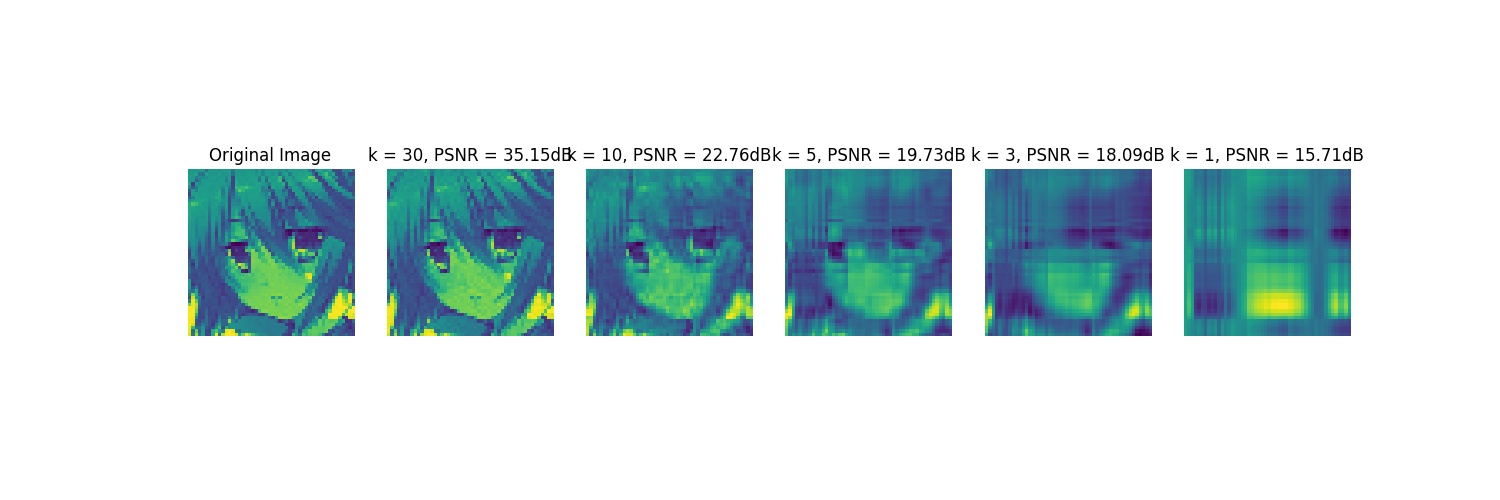 Original Image
k = 30, PSNR = 35.15dB
k = 10, PSNR = 22.76dB
k = 5, PSNR = 19.73dB
k = 3, PSNR = 18.09dB
k = 1, PSNR = 15.71dB